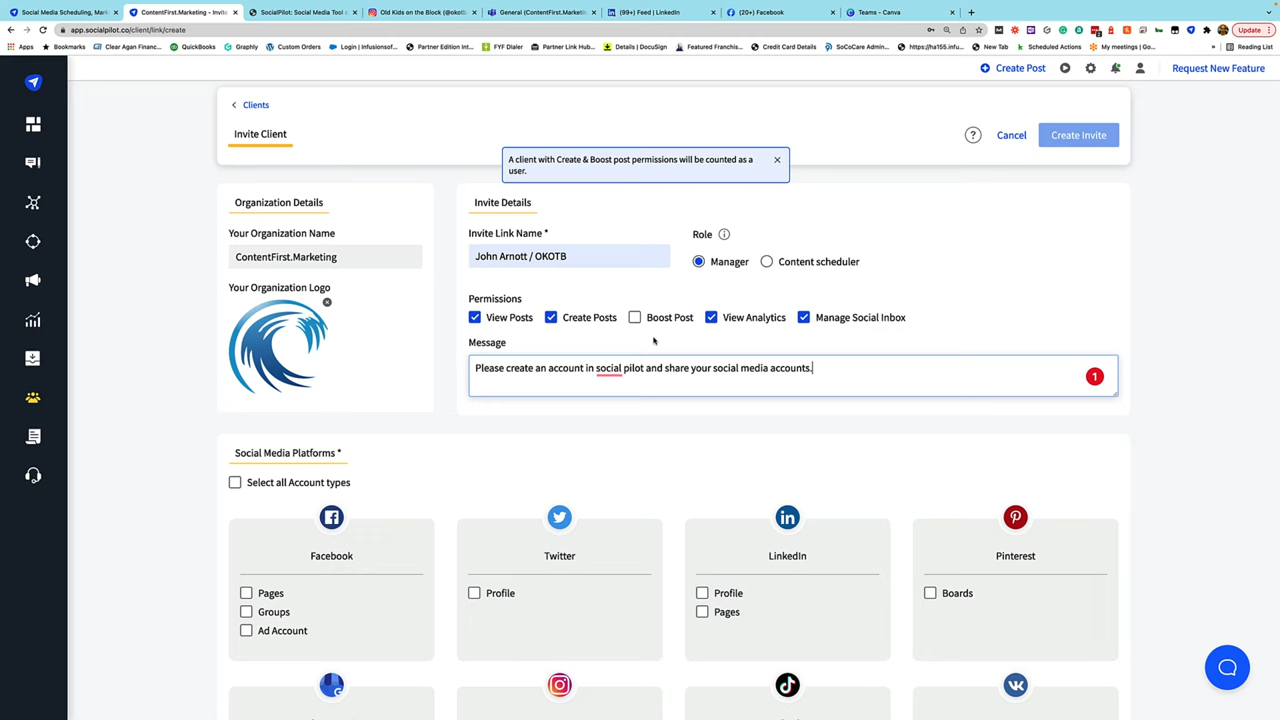 Social Media Scheduling, Mark
ContentFirst.Marketing - Invite
SocialPilot: Social Media Tool
Old Kids on the Block (@okotb
General (ContentFirst.Market
(99+) Feed | LinkedIn
(20+) Facebook
Teams - Canva
app.socialpilot.co/client/link/create
Update
Apps
Bookmarks
Clear Agan Financ...
QuickBooks
Graphly
Custom Orders
Login | Infusionsof...
Partner Edition Int...
FYF Dialer
Partner Link Hub...
Details | DocuSign
Featured Franchis...
Credit Card Details
SoCoCare Admin...
https://ha155.infu...
New Tab
Scheduled Actions
My meetings | Go...
»
Reading List
Create Post
Request New Feature
Clients
Invite Client
? Cancel
Create Invite
A client with Create & Boost post permissions will be counted as a
user.
Organization Details
Your Organization Name
ContentFirst.Marketing
Your Organization Logo
Invite Details
Invite Link Name *
John Arnott / OKOTB
Role
Manager
Content scheduler
Permissions
View Posts
Create Posts
Boost Post
View Analytics
Manage Social Inbox
Message
Please create an account in social pilot and share your social media accounts.
1
Social Media Platforms *
Select all Account types
Facebook
Pages
Groups
Ad Account
Twitter
Profile
LinkedIn
Profile
Pages
Pinterest
Boards